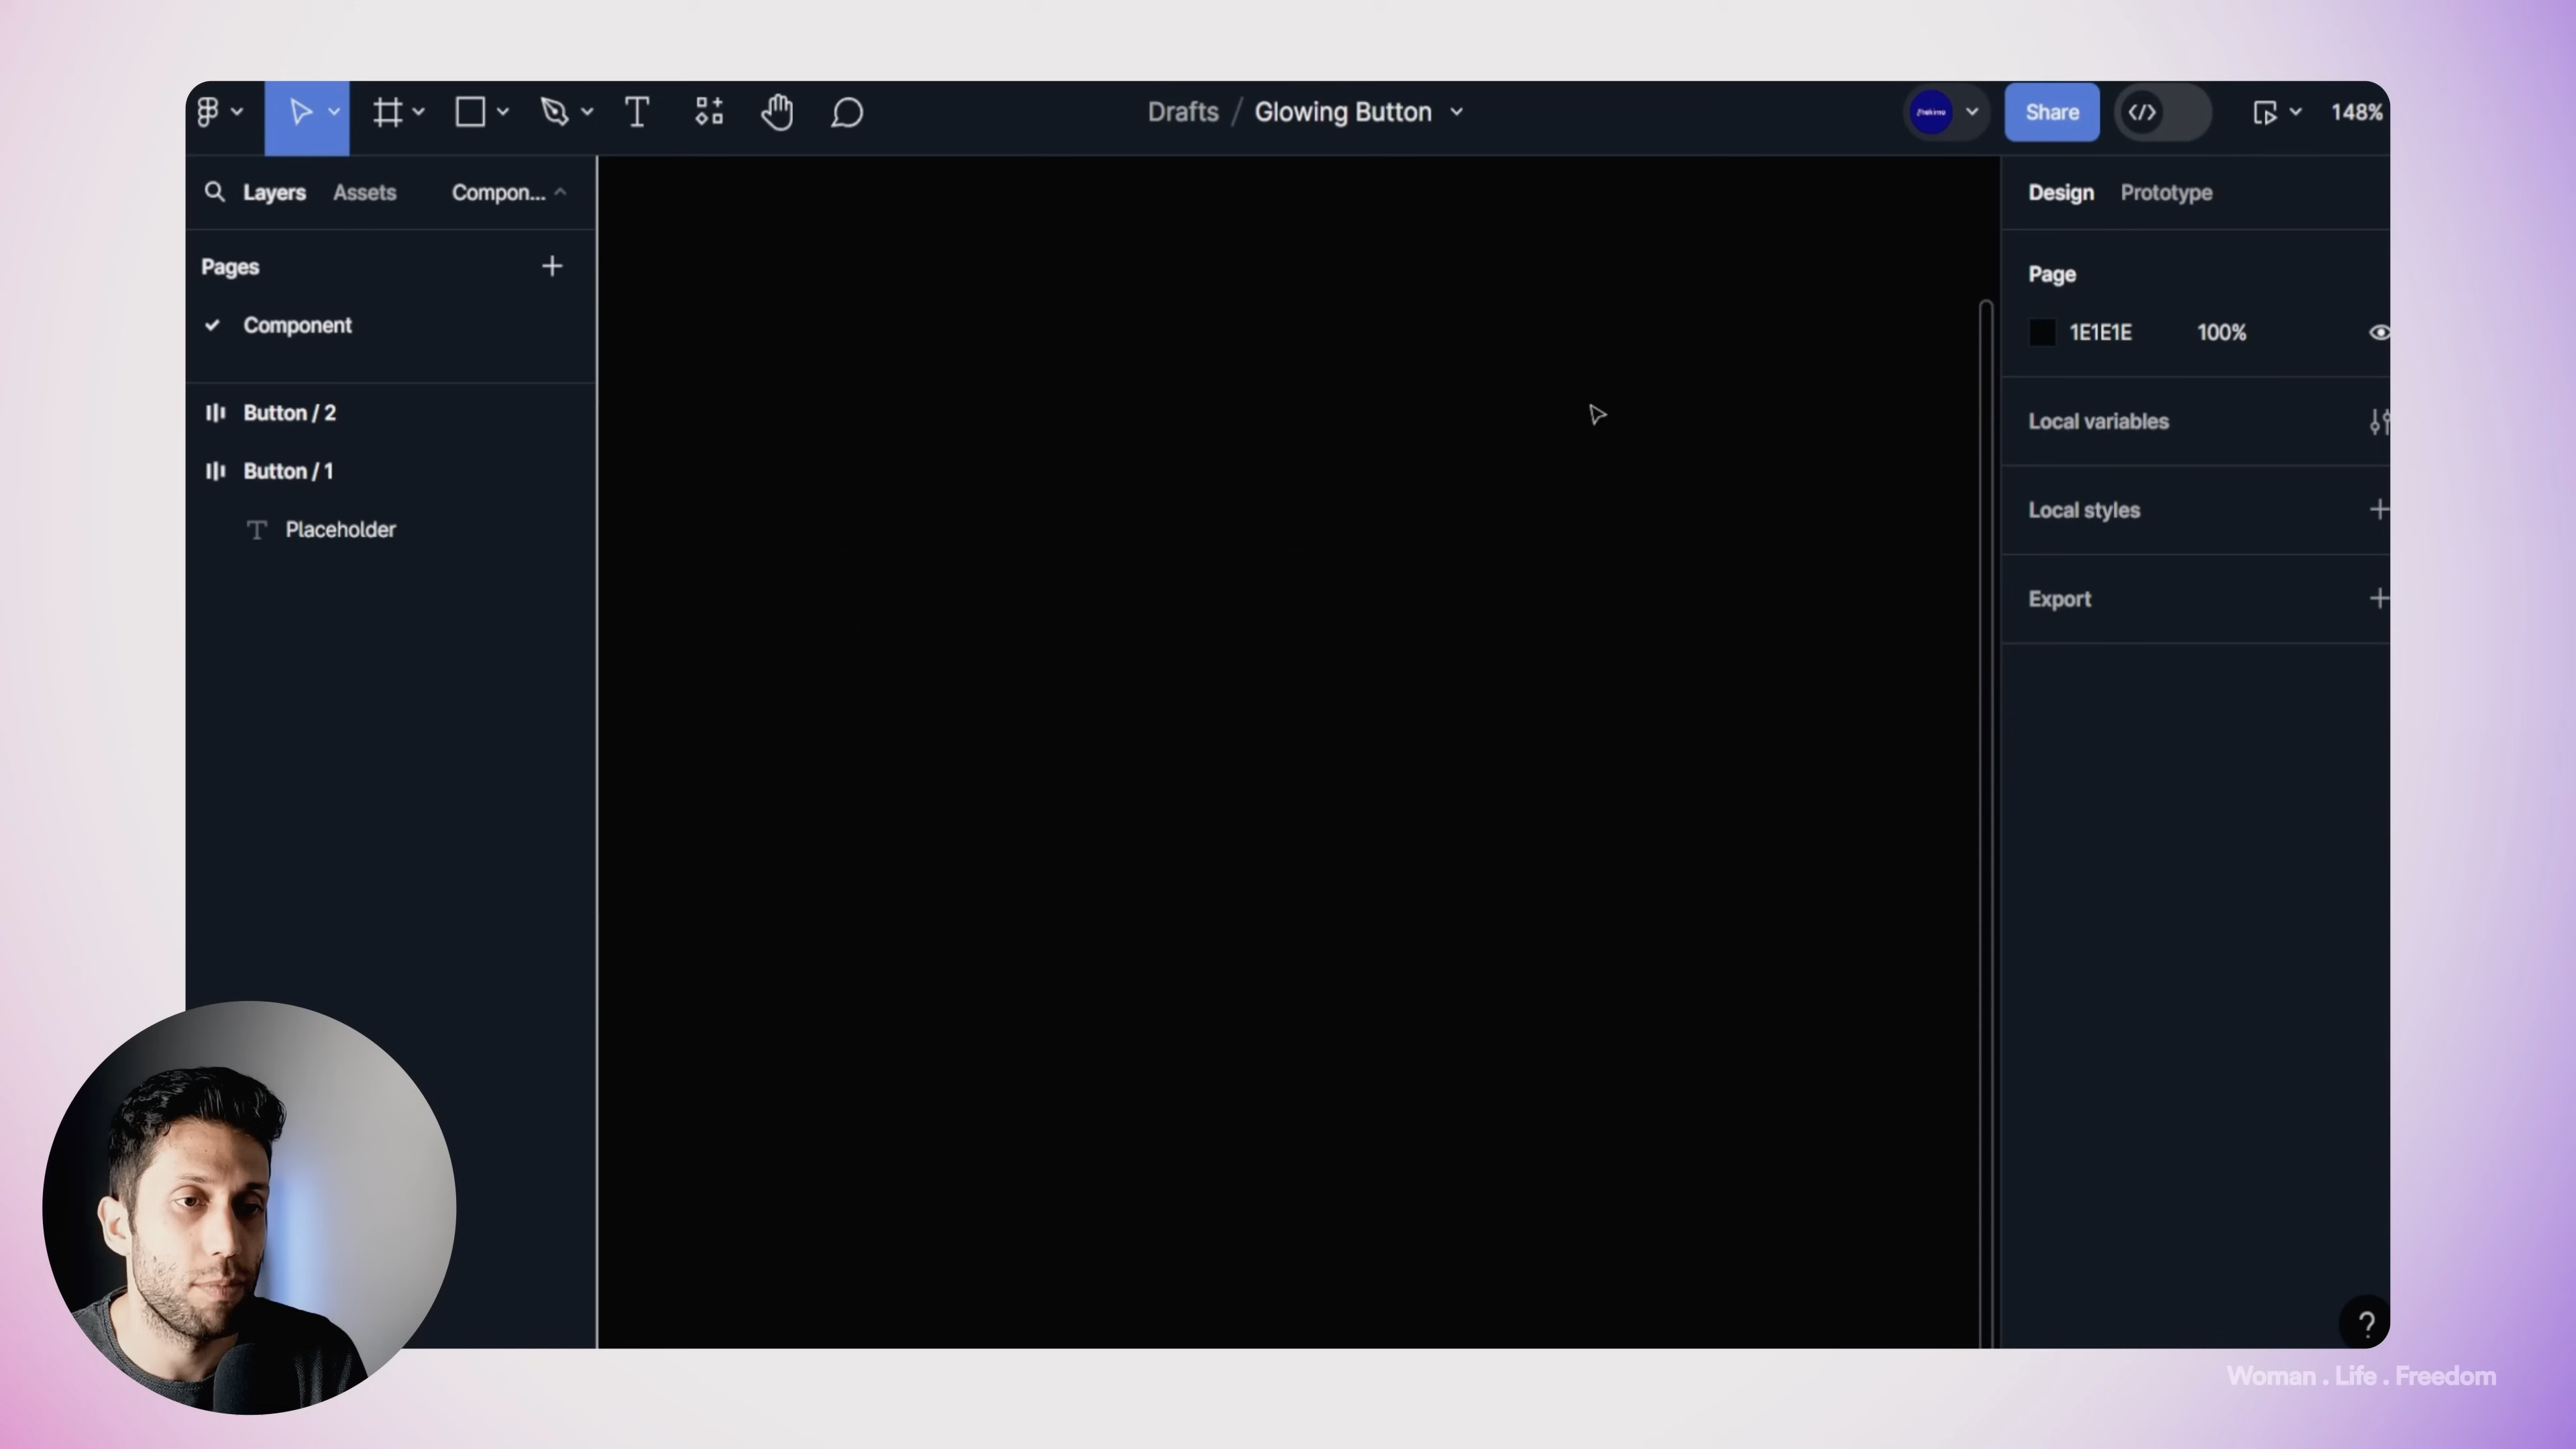 Drafts / Glowing Button
Share
148%
Layers Assets Compon...
Design Prototype
Pages
Component
Page
1E1E1E 100%
Button / 2
Button / 1
Placeholder
Local variables
Local styles
Export
?
Woman . Life . Freedom